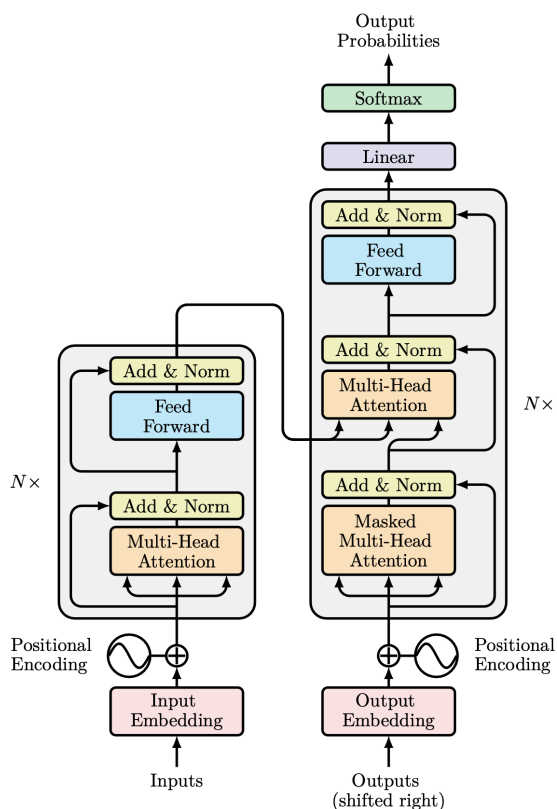 Output
Probabilities
Softmax
Linear
Add & Norm
Feed
Forward
Add & Norm
Multi-Head
Attention
N×
Add & Norm
Masked
Multi-Head
Attention
Add & Norm
Feed
Forward
N×
Add & Norm
Multi-Head
Attention
Positional
Encoding
Positional
Encoding
Input
Embedding
Output
Embedding
Inputs
Outputs
(shifted right)